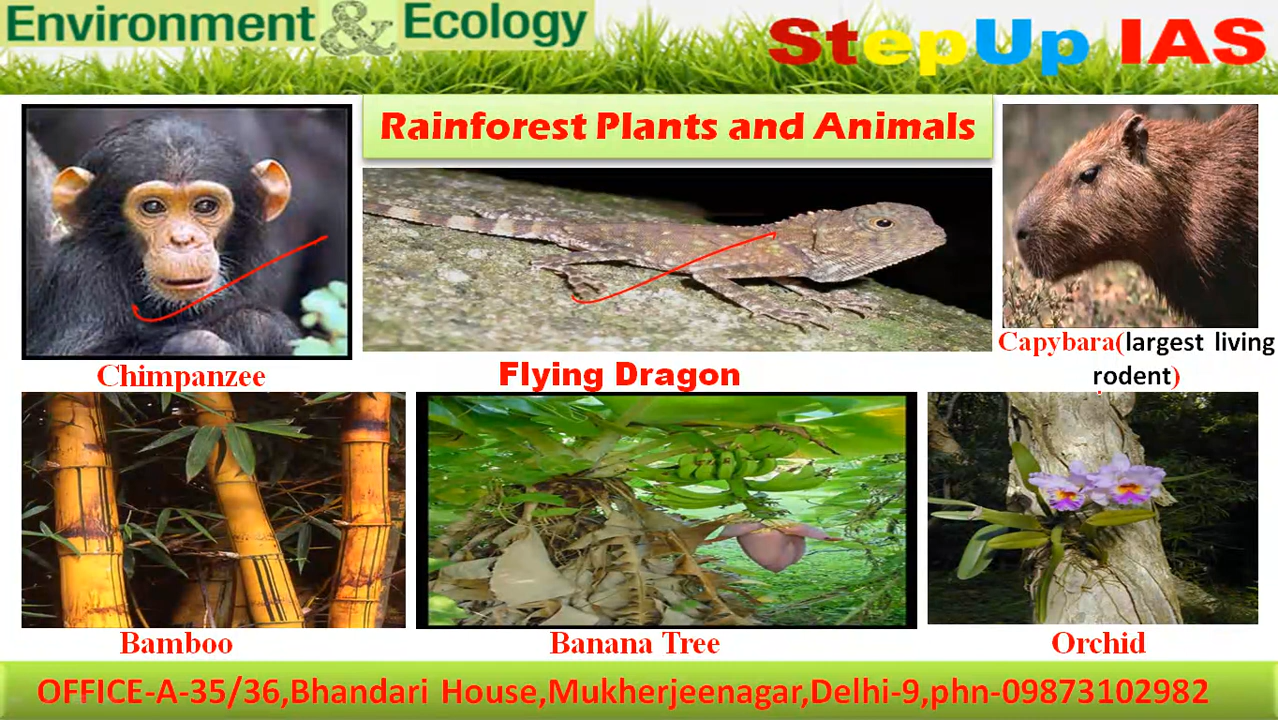 Environment & Ecology
StepUp IAS
Rainforest Plants and Animals
Chimpanzee
Flying Dragon
Capybara(largest living
rodent)
Bamboo
Banana Tree
Orchid
OFFICE-A-35/36,Bhandari House,Mukherjeenagar,Delhi-9,phn-09873102982